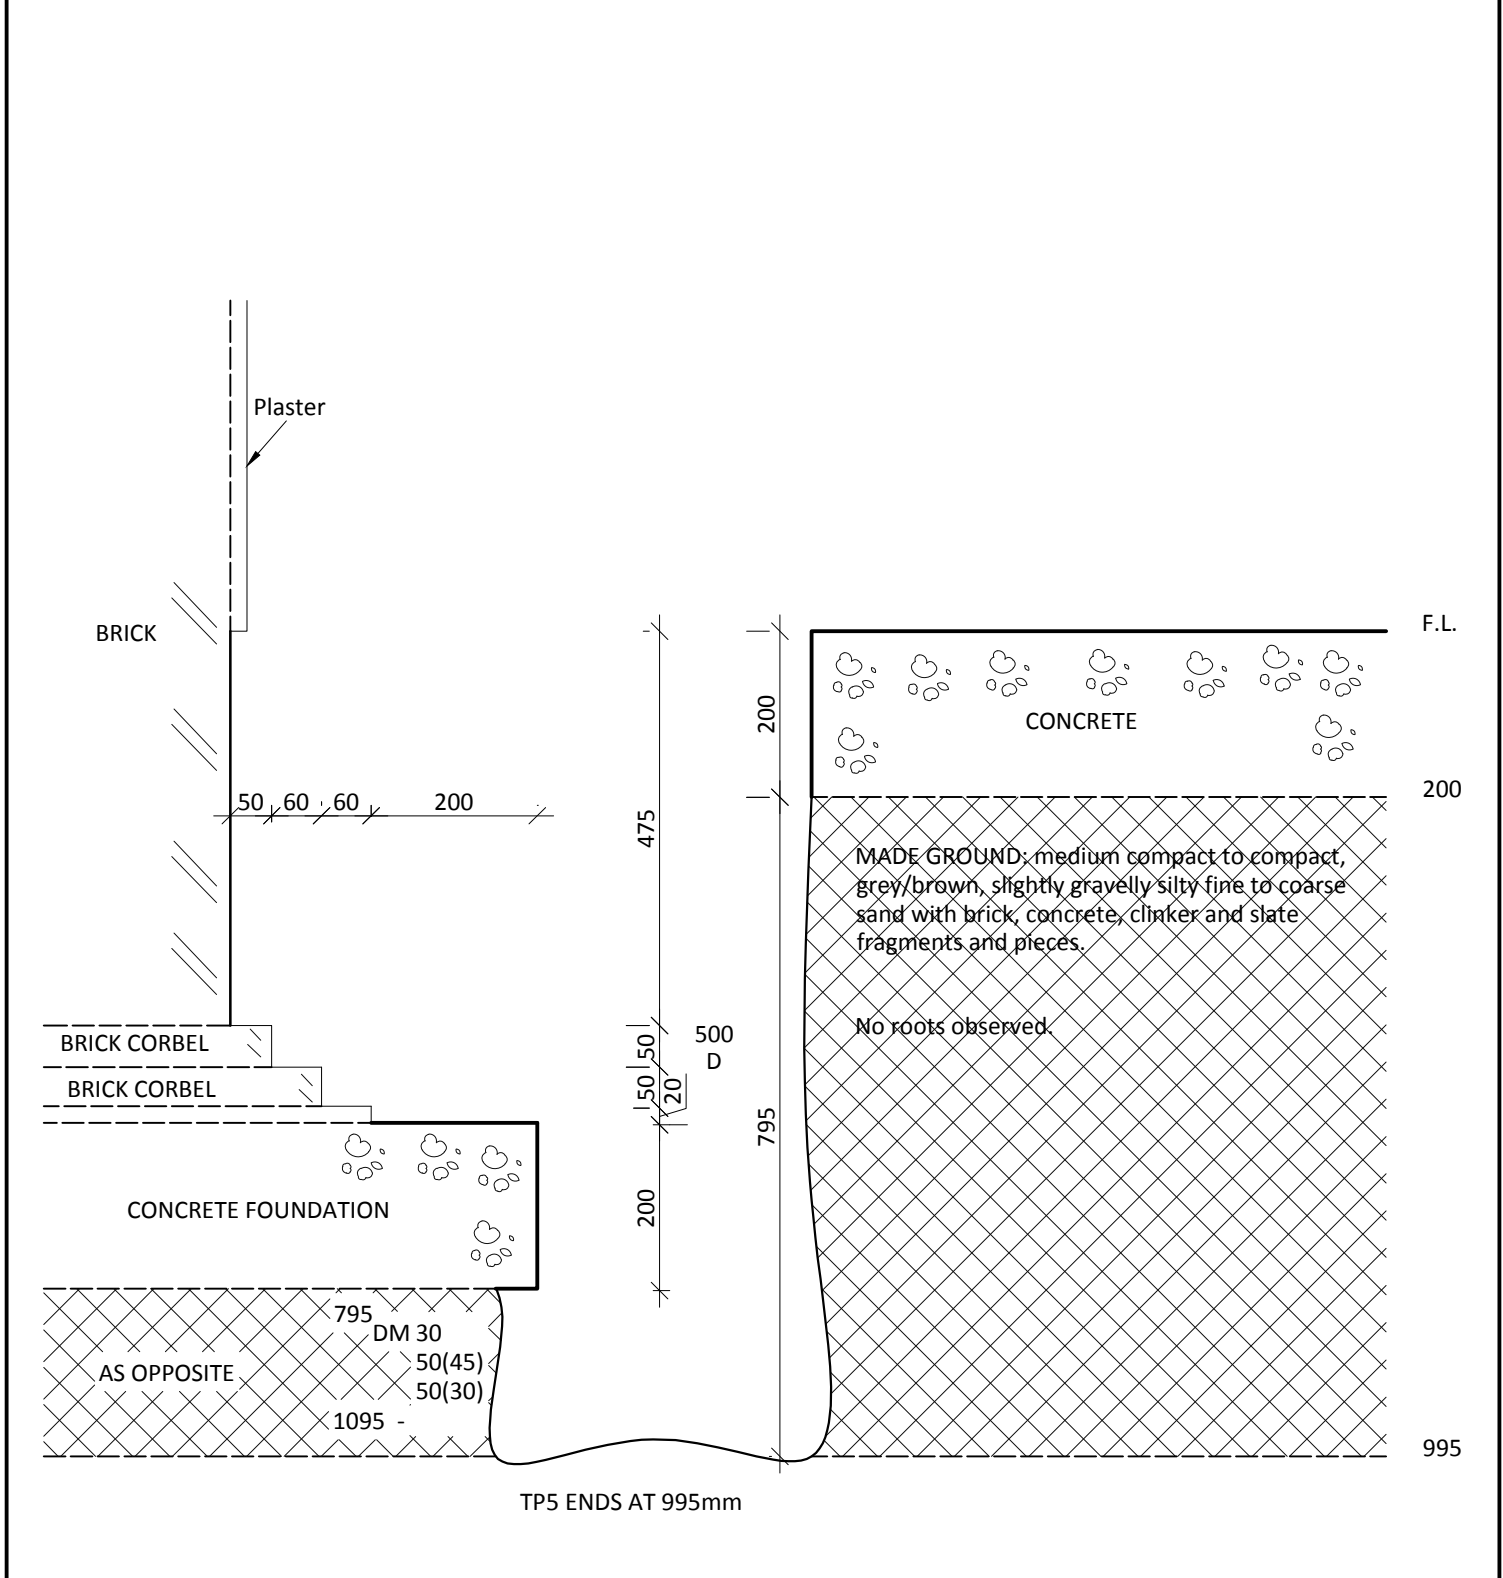 Plaster
BRICK
F.L.
CONCRETE
200
200
50 60 60 200
475
MADE GROUND: medium compact to compact,
grey/brown, slightly gravelly silty fine to coarse
sand with brick, concrete, clinker and slate
fragments and pieces.
No roots observed.
BRICK CORBEL
50
500
D
BRICK CORBEL
50
20
795
CONCRETE FOUNDATION
200
795
DM 30
50(45)
AS OPPOSITE
50(30)
1095 -
995
TP5 ENDS AT 995mm